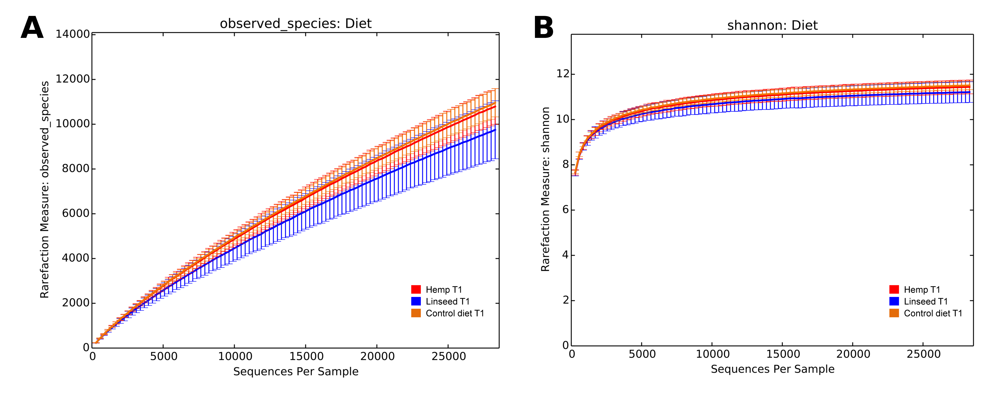 A
observed_species: Diet
Rarefaction Measure: observed_species
14000
12000
10000
8000
6000
4000
2000
0
0 5000 10000 15000 20000 25000
Sequences Per Sample
Hemp T1
Linseed T1
Control diet T1
B
shannon: Diet
Rarefaction Measure: shannon
12
10
8
6
4
2
0
0 5000 10000 15000 20000 25000
Sequences Per Sample
Hemp T1
Linseed T1
Control diet T1